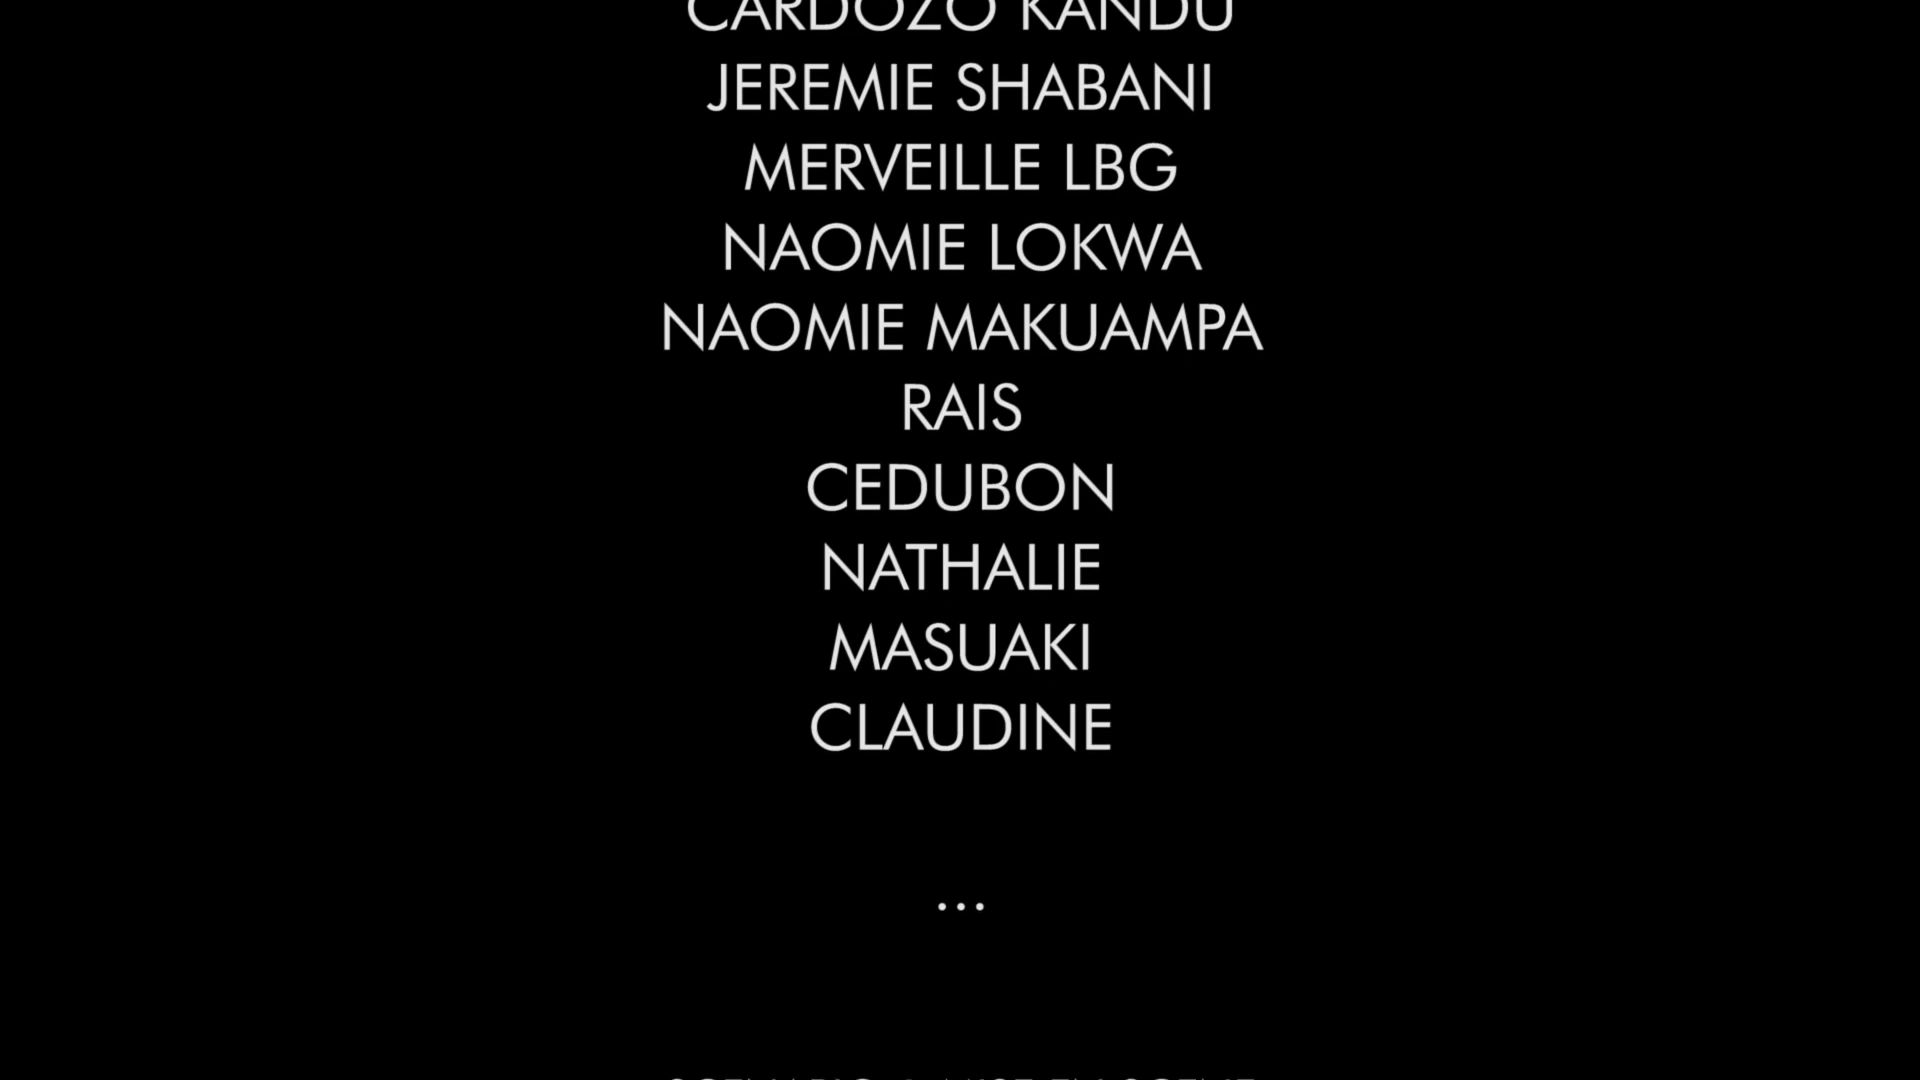 CARDOZO KANDU
JEREMIE SHABANI
MERVEILLE LBG
NAOMIE LOKWA
NAOMIE MAKUAMPA
RAIS
CEDUBON
NATHALIE
MASUAKI
CLAUDINE
...